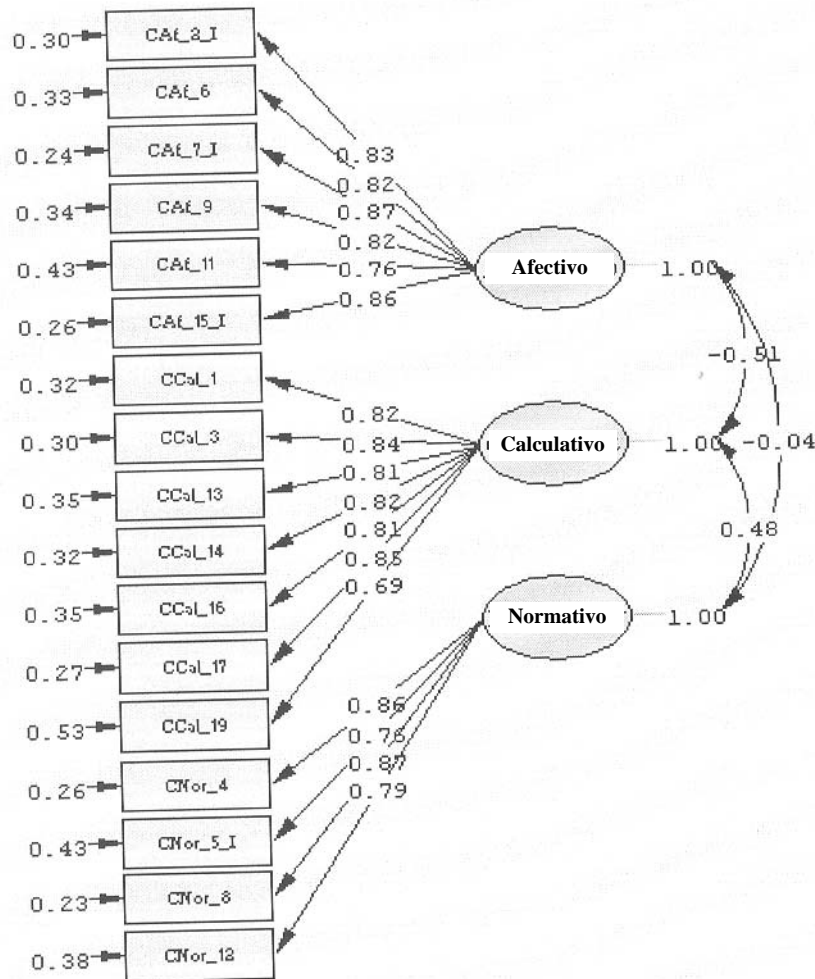 0.30
0.33 CAf_6
0.24 CAf_7_I
0.83
0.34 CAf_9
0.82
0.87
0.43 CAf_11
0.82
0.76
Afectivo 1.00
0.26 CAf_15_I
0.86
0.32 CCal_1
-0.51
0.30 CCal_3
0.82
0.84
Calculativo 1.00 -0.04
0.35 CCal_13
0.81
0.82
0.32 CCal_14
0.81
0.85
0.48
0.35 CCal_16
0.69
Normativo 1.00
0.27 CCal_17
0.53 CCal_19
0.86
0.76
0.26 CNor_4
0.87
0.79
0.43 CNor_5_I
0.23 CNor_8
0.38